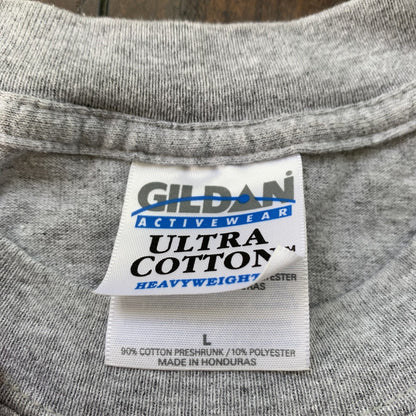 GILDAN
ACTIVEWEAR
ULTRA
COTTON
HEAVYWEIGHT
L
90% COTTON PRESHRUNK / 10% POLYESTER
MADE IN HONDURAS